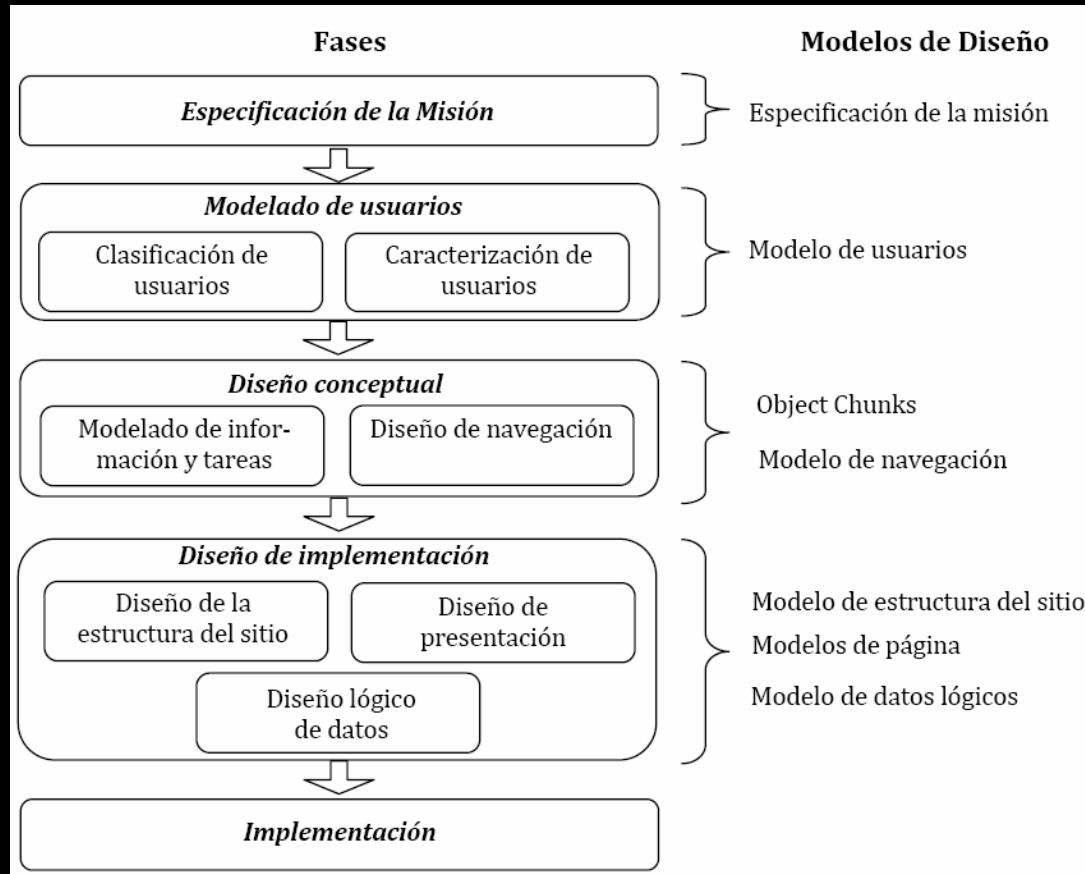 Fases
Modelos de Diseño
Especificación de la Misión
Especificación de la misión
Modelado de usuarios
Clasificación de
usuarios
Caracterización de
usuarios
Modelo de usuarios
Diseño conceptual
Modelado de infor-
mación y tareas
Diseño de navegación
Object Chunks
Modelo de navegación
Diseño de implementación
Diseño de la
estructura del sitio
Diseño de
presentación
Diseño lógico
de datos
Modelo de estructura del sitio
Modelos de página
Modelo de datos lógicos
Implementación